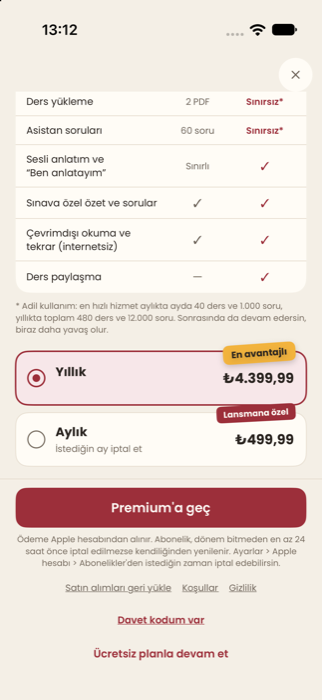 13:12
Ders yükleme 2 PDF Sınırsız*
Asistan soruları 60 soru Sınırsız*
Sesli anlatım ve
“Ben anlatayım” Sınırlı ✓
Sınava özel özet ve sorular ✓ ✓
Çevrimdışı okuma ve
tekrar (internetsiz) ✓ ✓
Ders paylaşma — ✓
* Adil kullanım: en hızlı hizmet aylıkta ayda 40 ders ve 1.000 soru,
yıllıkta toplam 480 ders ve 12.000 soru. Sonrasında da devam edersin,
biraz daha yavaş olur.
En avantajlı
Yıllık ₺4.399,99
Lansmana özel
Aylık ₺499,99
İstediğin ay iptal et
Premium'a geç
Ödeme Apple hesabından alınır. Abonelik, dönem bitmeden en az 24
saat önce iptal edilmezse kendiliğinden yenilenir. Ayarlar > Apple
hesabı > Abonelikler'den istediğin zaman iptal edebilirsin.
Satın alımları geri yükle Koşullar Gizlilik
Davet kodum var
Ücretsiz planla devam et